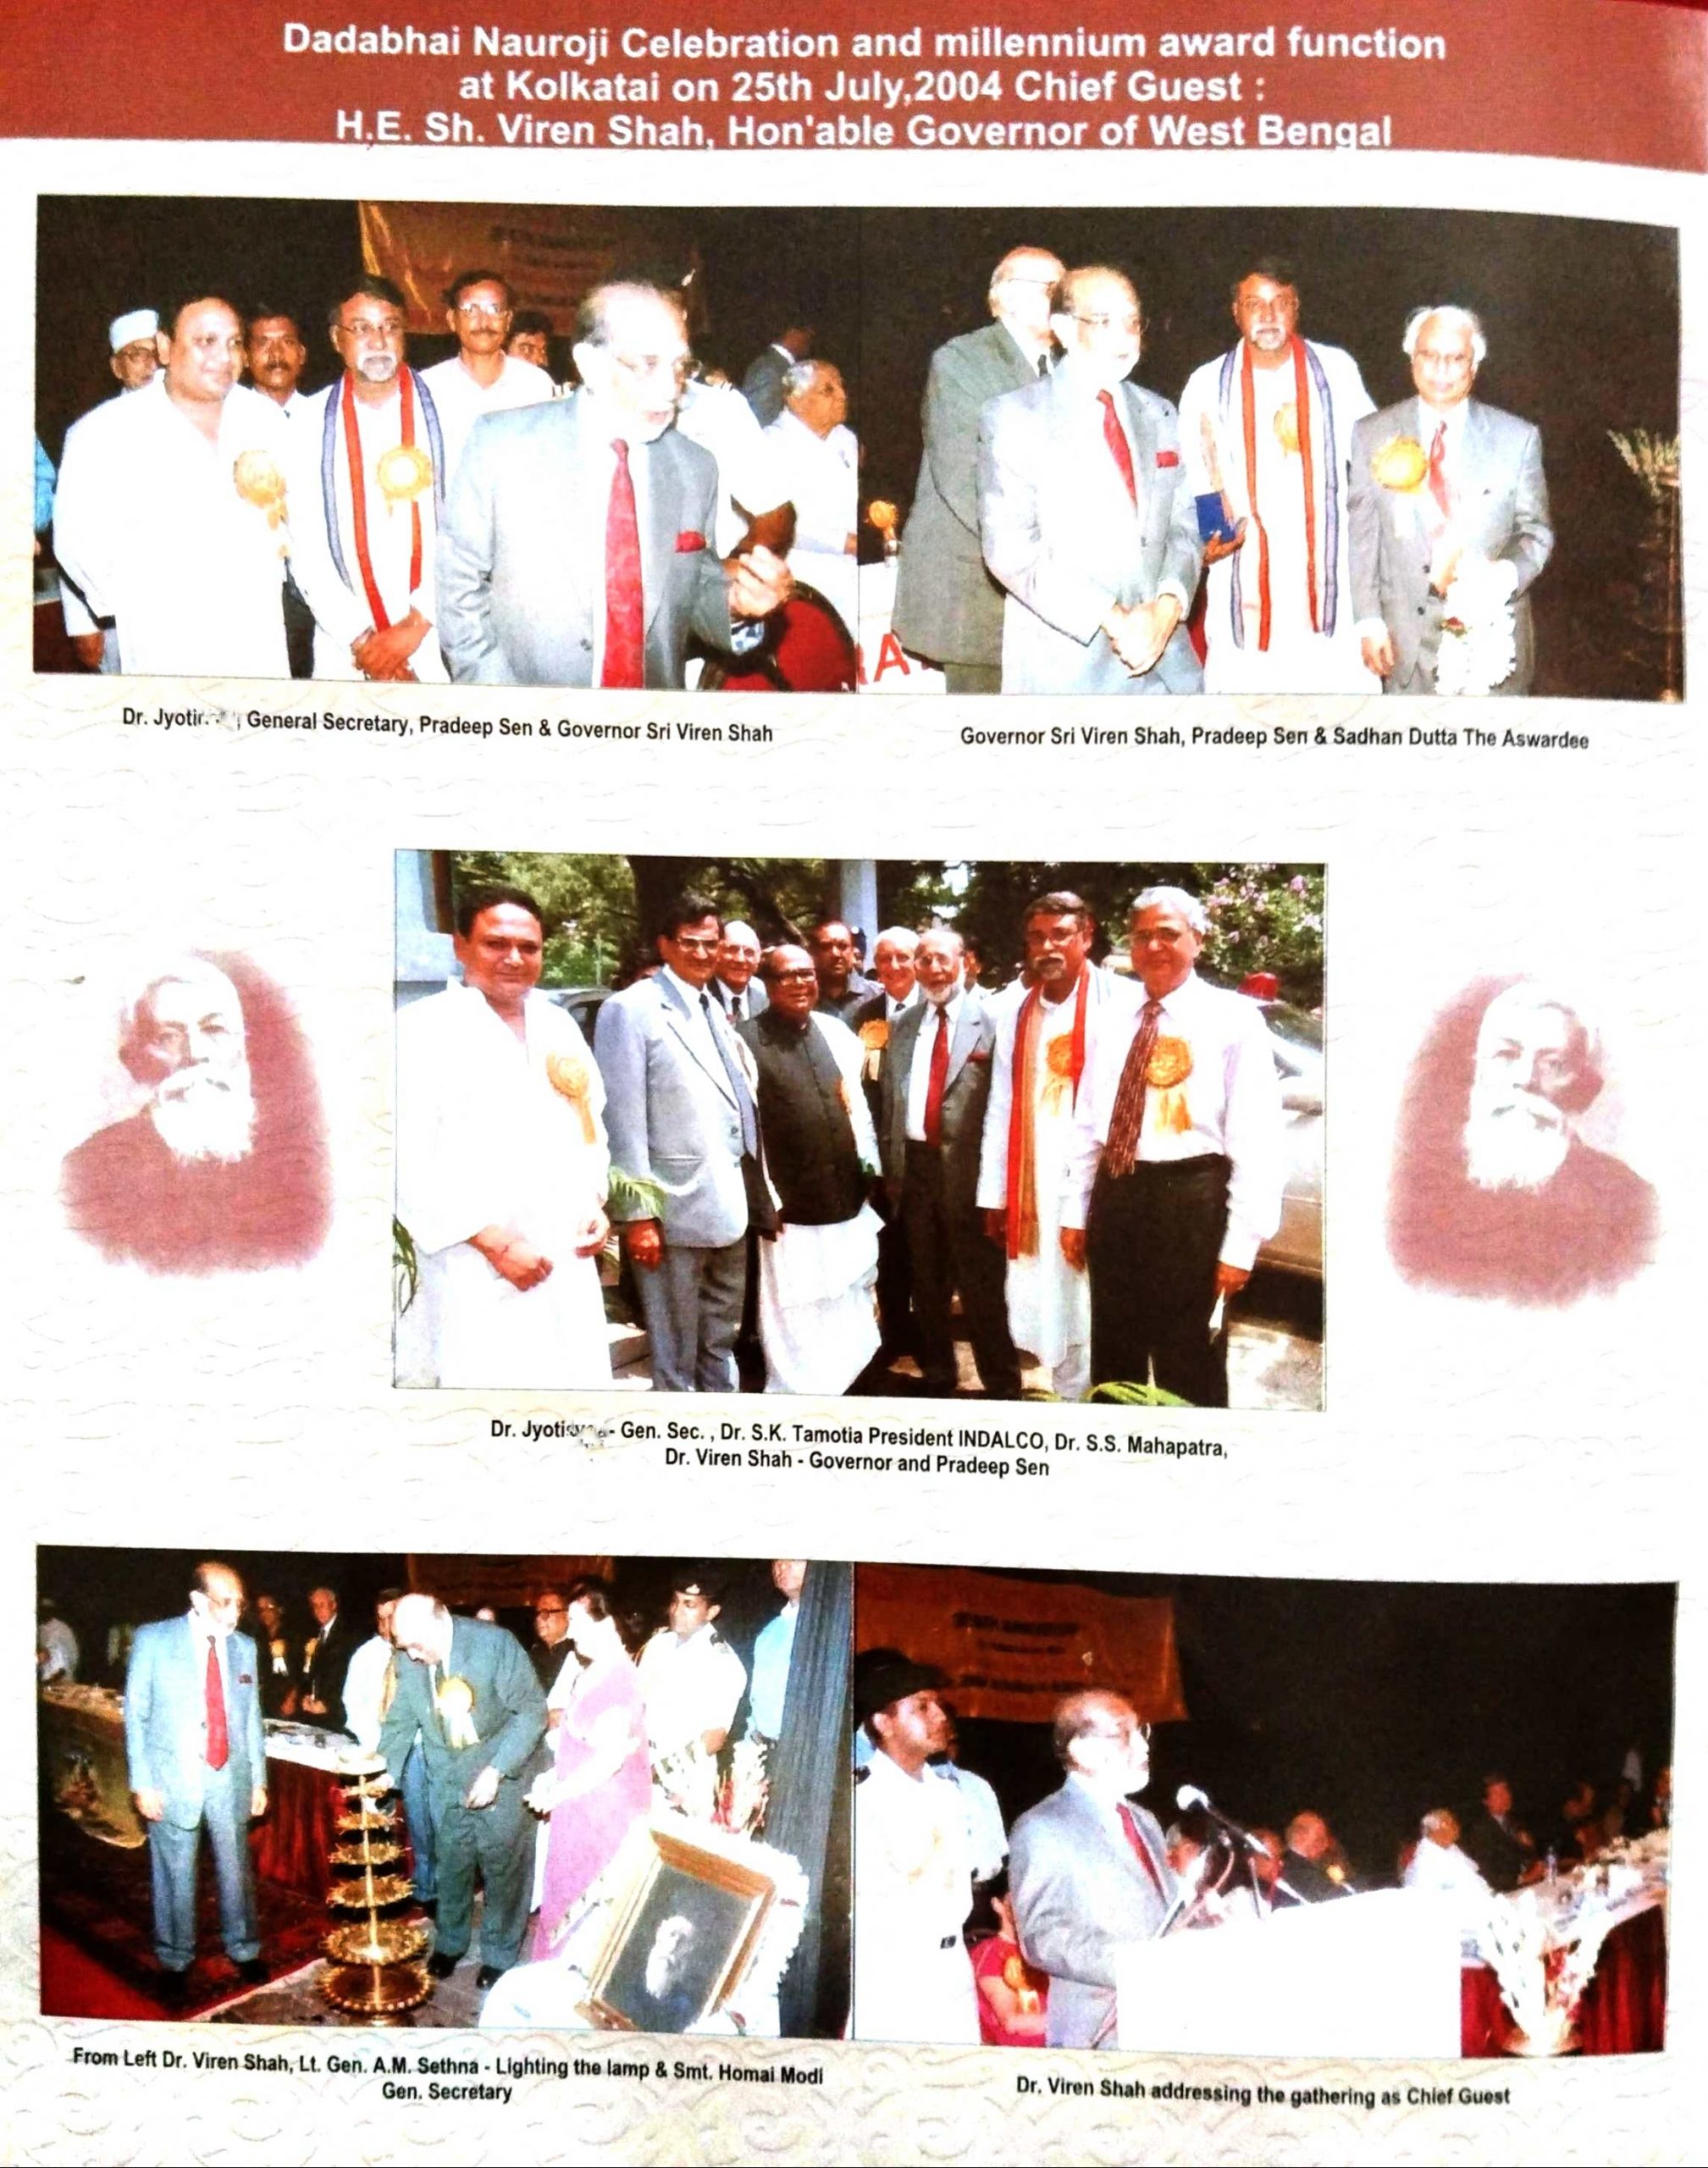 Dadabhai Nauroji Celebration and millennium award function
at Kolkatai on 25th July,2004 Chief Guest :
H.E. Sh. Viren Shah, Hon'able Governor of West Bengal
Dr. General Secretary, Pradeep Sen & Governor Sri Viren Shah
Governor Sri Viren Shah, Pradeep Sen & Sadhan Dutta The Aswardee
Dr. - Gen. Sec. , Dr. S.K. Tamotia President INDALCO, Dr. S.S. Mahapatra,
Dr. Viren Shah - Governor and Pradeep Sen
From Left Dr. Viren Shah, Lt. Gen. A.M. Sethna - Lighting the lamp & Smt. Homai Modi
Gen. Secretary
Dr. Viren Shah addressing the gathering as Chief Guest